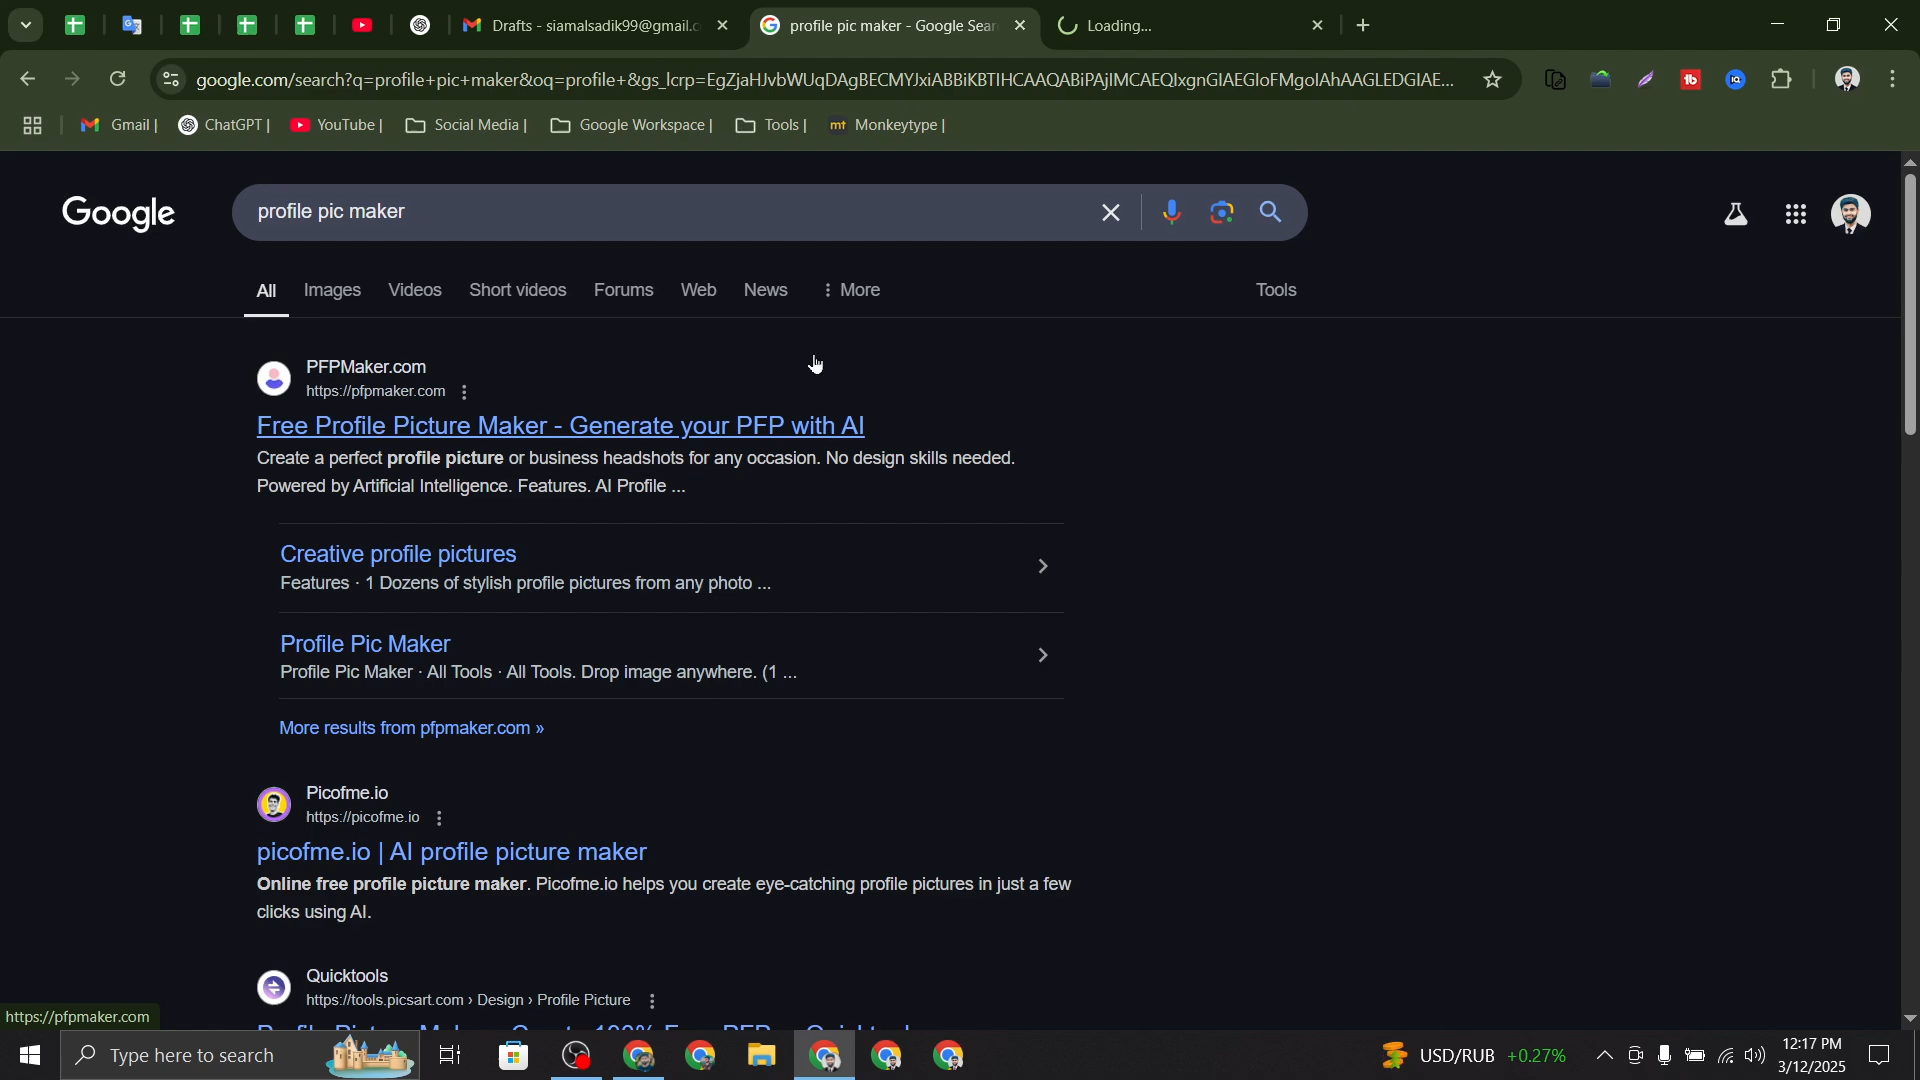 Drafts - siamalsadik99@gmail.c
profile pic maker - Google Sear
Loading...
google.com/search?q=profile+pic+maker&oq=profile+&gs_lcrp=EgZjaHJvbWUqDAgBECMYJxiABBiKBTIHCAAQABiPAjIMCAEQIxgnGIAEGIoFMgoIAhAAGLEDGIAE...
Gmail |
ChatGPT |
YouTube |
Social Media |
Google Workspace |
Tools |
mt Monkeytype |
Google
profile pic maker
All
Images
Videos
Short videos
Forums
Web
News
More
Tools
PFPMaker.com
https://pfpmaker.com
Free Profile Picture Maker - Generate your PFP with AI
Create a perfect profile picture or business headshots for any occasion. No design skills needed.
Powered by Artificial Intelligence. Features. AI Profile ...
Creative profile pictures
Features · 1 Dozens of stylish profile pictures from any photo ...
Profile Pic Maker
Profile Pic Maker · All Tools · All Tools. Drop image anywhere. (1 ...
More results from pfpmaker.com »
Picofme.io
https://picofme.io
picofme.io | AI profile picture maker
Online free profile picture maker. Picofme.io helps you create eye-catching profile pictures in just a few
clicks using AI.
Quicktools
https://tools.picsart.com › Design › Profile Picture
https://pfpmaker.com
Type here to search
USD/RUB +0.27%
12:17 PM
3/12/2025